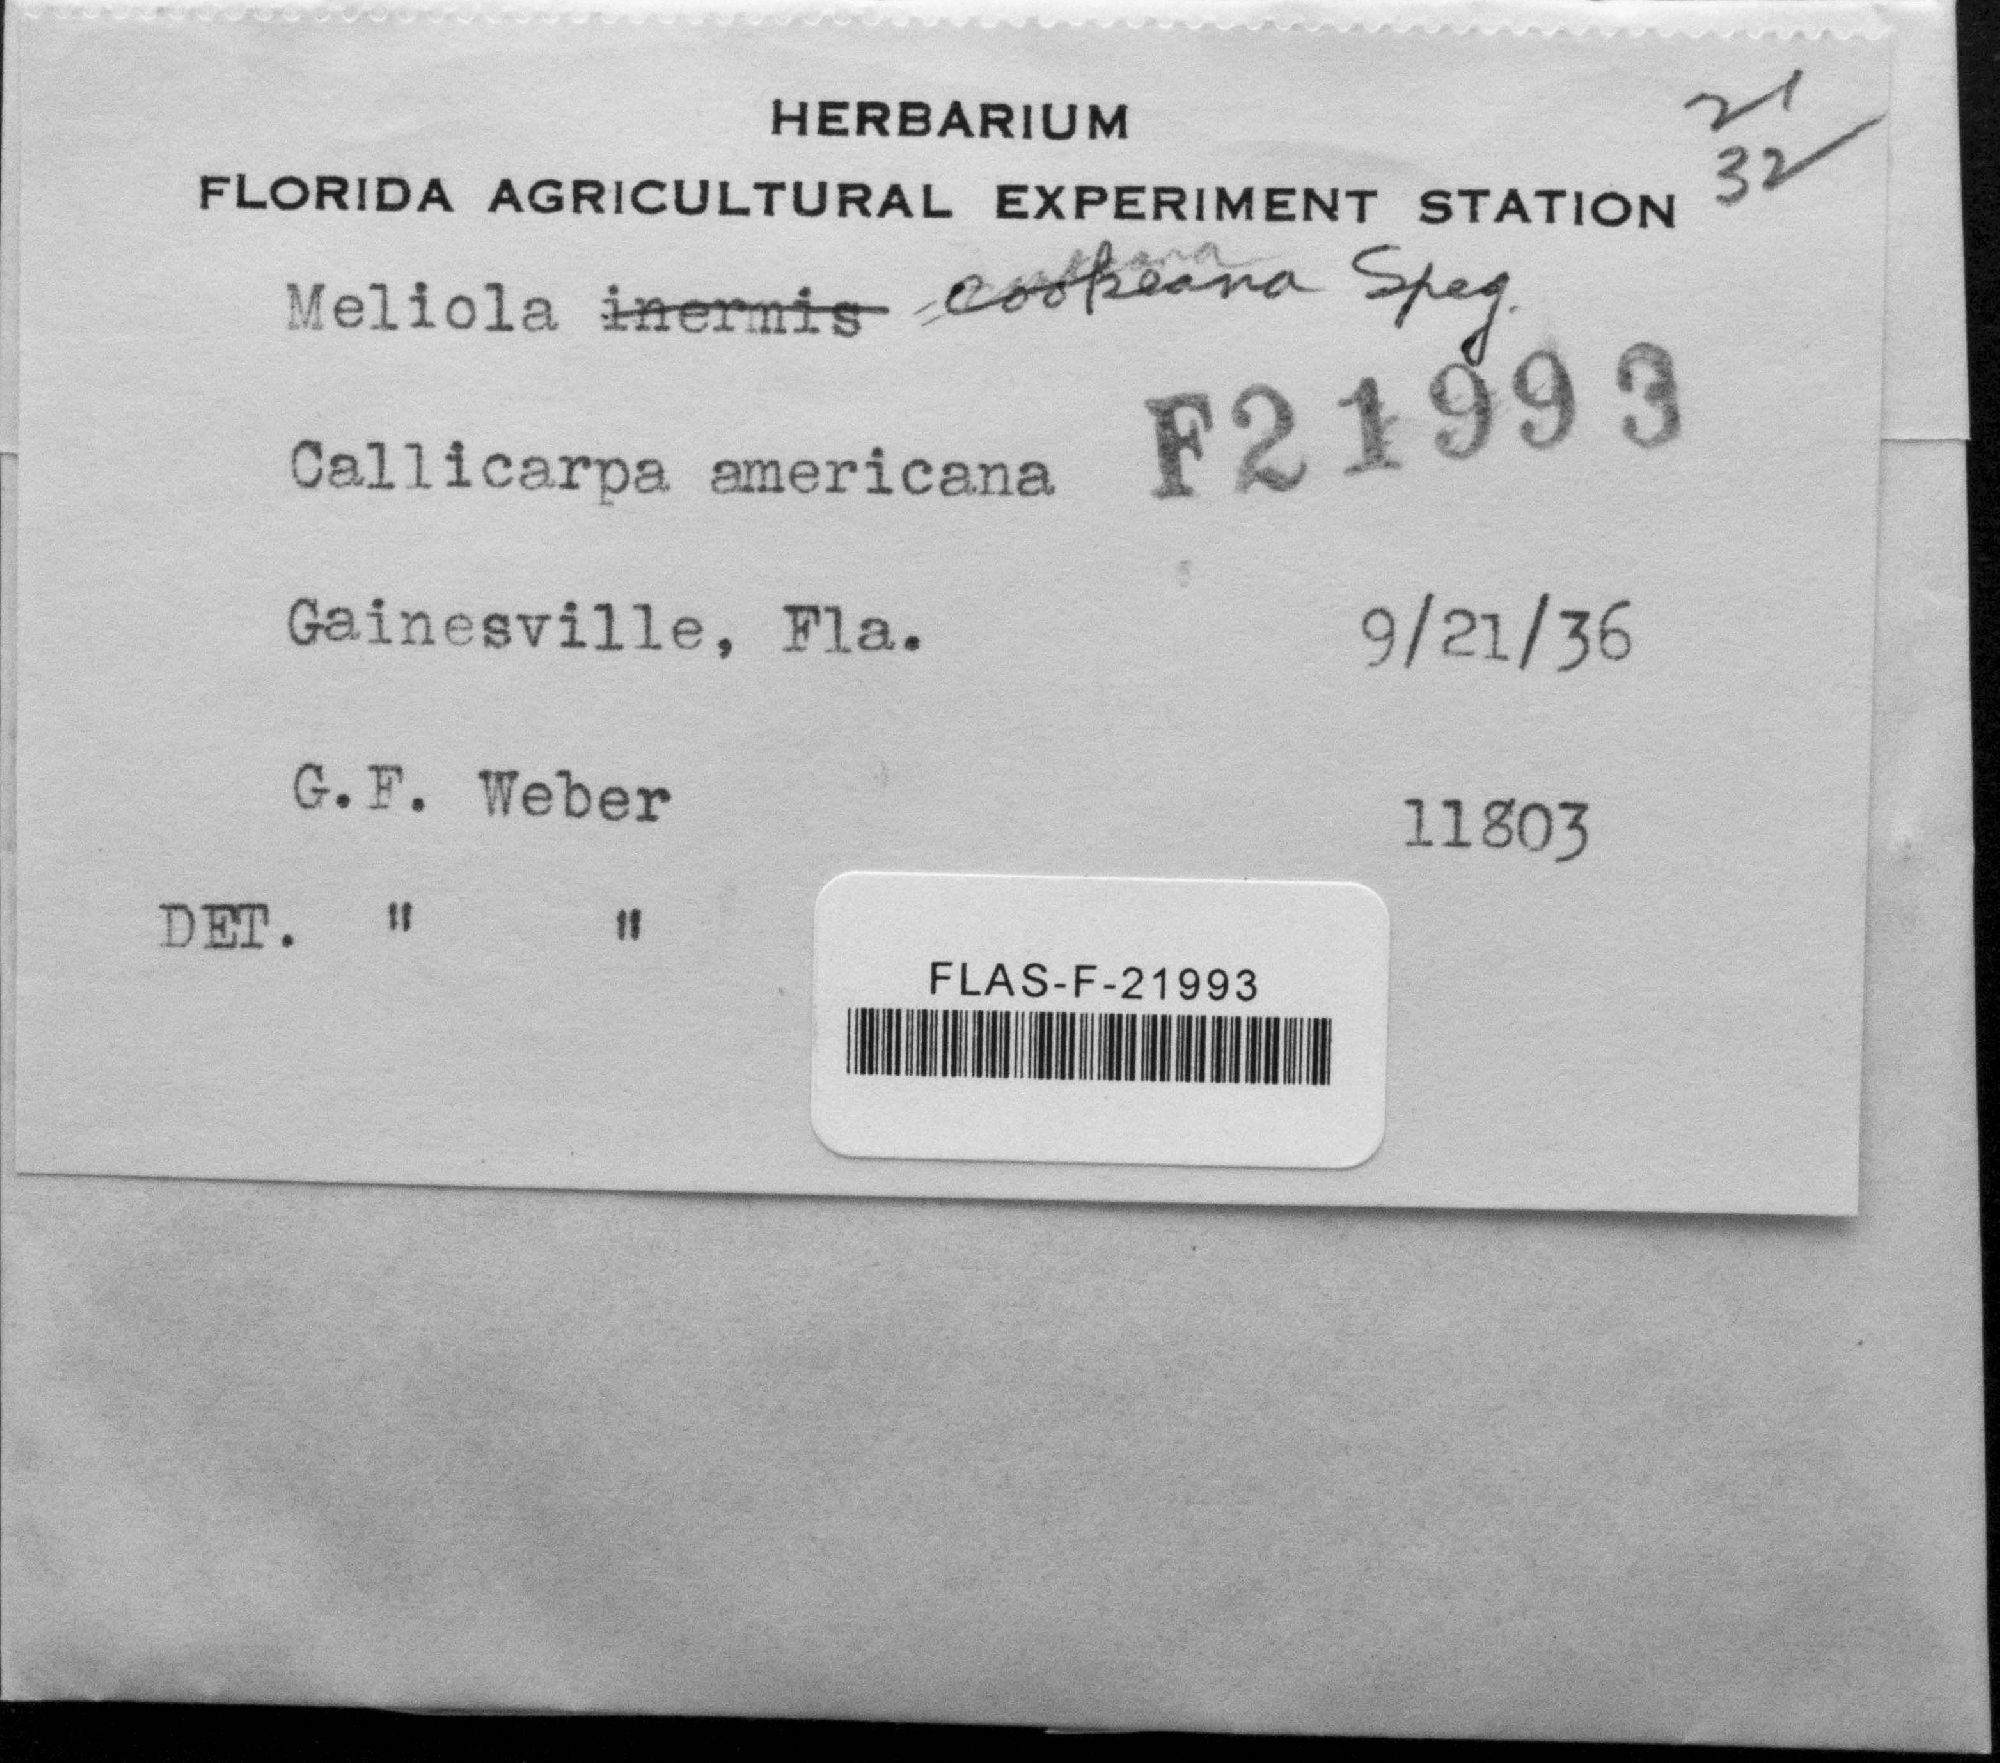 HERBARIUM
21
32
FLORIDA AGRICULTURAL EXPERIMENT STATION
Meliola inermis cookeana Speg.
F21993
Callicarpa americana
Gainesville, Fla. 9/21/36
G.F. Weber 11803
DET. " "
FLAS-F-21993